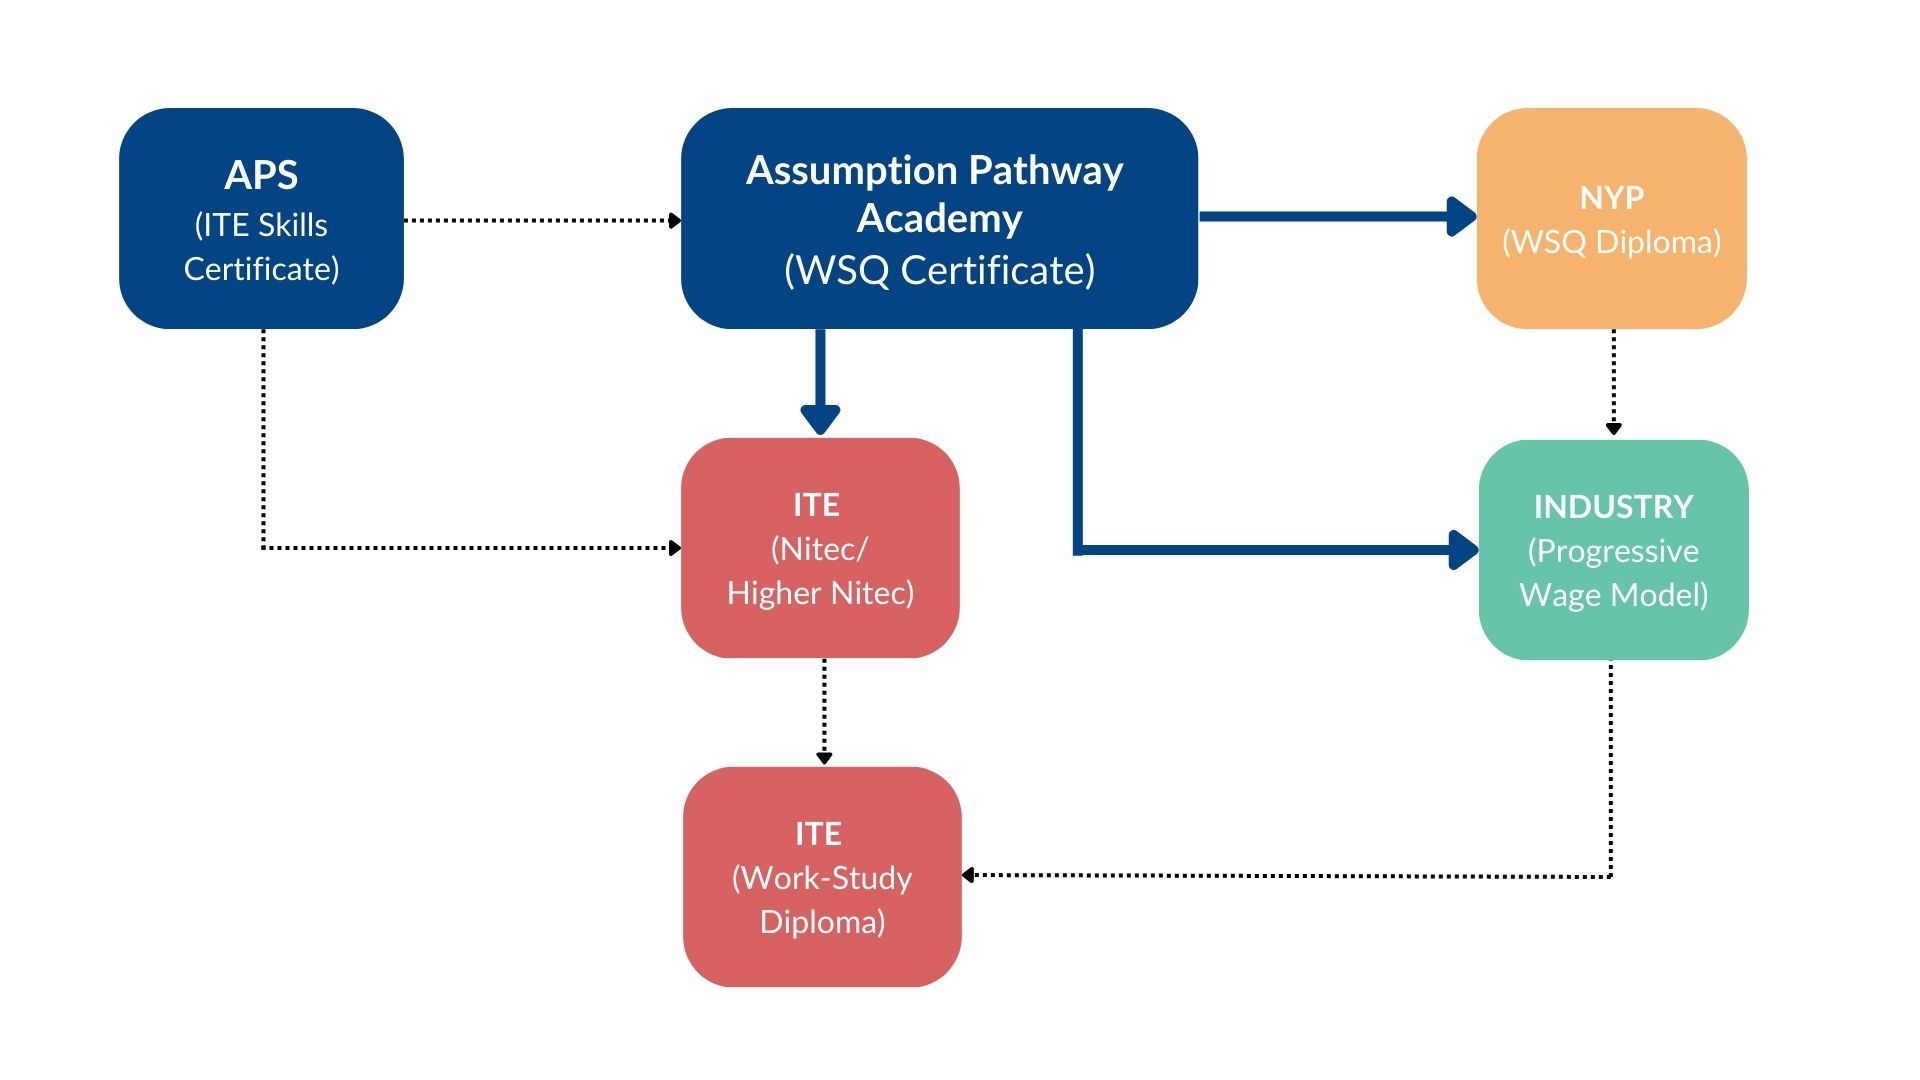 APS
(ITE Skills
Certificate)
Assumption Pathway
Academy
(WSQ Certificate)
NYP
(WSQ Diploma)
ITE
(Nitec/
Higher Nitec)
INDUSTRY
(Progressive
Wage Model)
ITE
(Work-Study
Diploma)